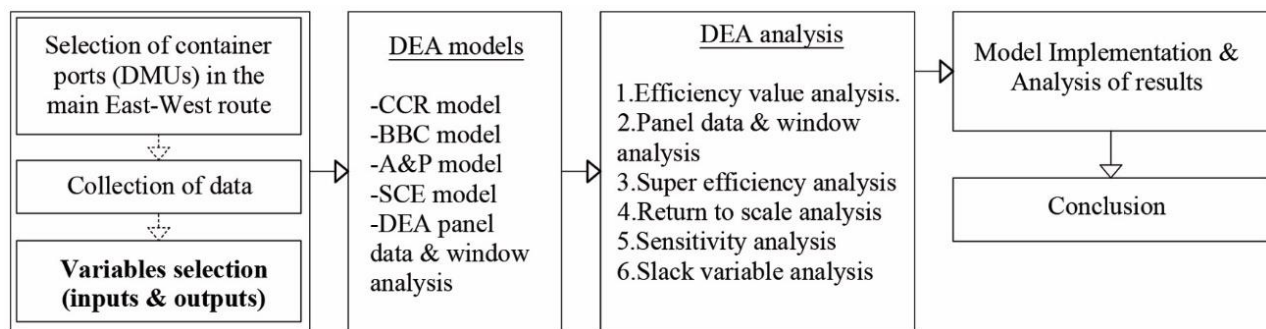 Selection of container
ports (DMUs) in the
main East-West route
Collection of data
Variables selection
(inputs & outputs)
DEA models
-CCR model
-BBC model
-A&P model
-SCE model
-DEA panel
data & window
analysis
DEA analysis
1.Efficiency value analysis.
2.Panel data & window
analysis
3.Super efficiency analysis
4.Return to scale analysis
5.Sensitivity analysis
6.Slack variable analysis
Model Implementation &
Analysis of results
Conclusion